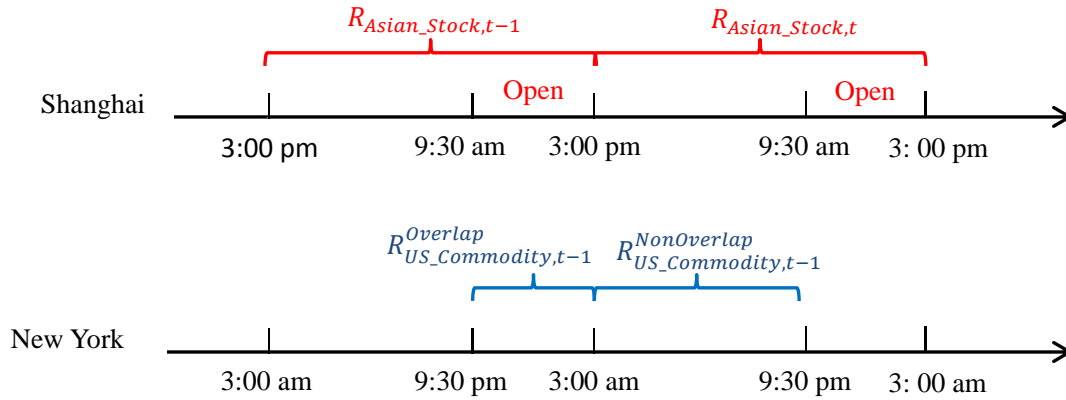 R_{Asian_Stock,t−1} R_{Asian_Stock,t}
Open Open
Shanghai
3:00 pm 9:30 am 3:00 pm 9:30 am 3: 00 pm
R^{Overlap}_{US_Commodity,t−1} R^{NonOverlap}_{US_Commodity,t−1}
New York
3:00 am 9:30 pm 3:00 am 9:30 pm 3: 00 am